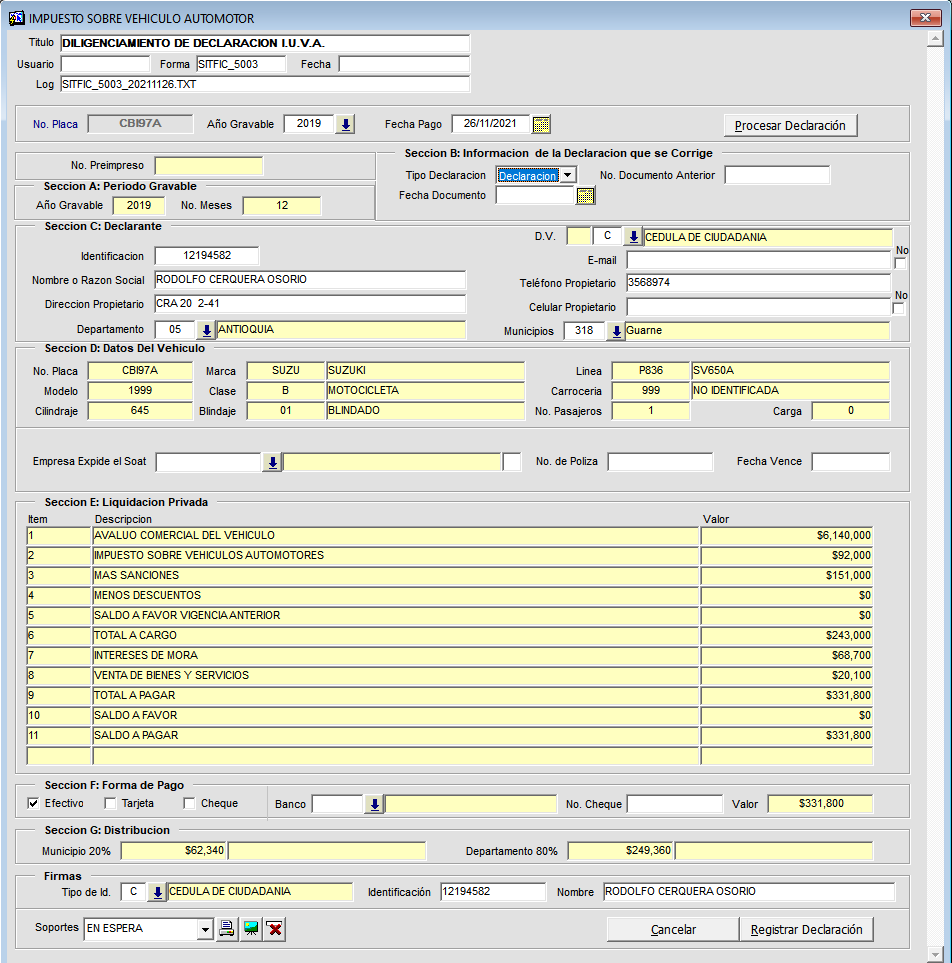 IMPUESTO SOBRE VEHICULO AUTOMOTOR
Titulo DILIGENCIAMIENTO DE DECLARACION I.U.V.A.
Usuario Forma SITFIC_5003 Fecha
Log SITFIC_5003_20211126.TXT
No. Placa CBI97A Año Gravable 2019 Fecha Pago 26/11/2021 Procesar Declaración
No. Preimpreso
Seccion B: Informacion de la Declaracion que se Corrige
Tipo Declaracion Declaracion No. Documento Anterior
Fecha Documento
Seccion A: Periodo Gravable
Año Gravable 2019 No. Meses 12
Seccion C: Declarante
D.V. C CEDULA DE CIUDADANIA
Identificacion 12194582 E-mail No
Nombre o Razon Social RODOLFO CERQUERA OSORIO Teléfono Propietario 3568974
Direccion Propietario CRA 20 2-41 Celular Propietario No
Departamento 05 ANTIOQUIA Municipios 318 Guarne
Seccion D: Datos Del Vehiculo
No. Placa CBI97A Marca SUZU SUZUKI Linea P836 SV650A
Modelo 1999 Clase B MOTOCICLETA Carroceria 999 NO IDENTIFICADA
Cilindraje 645 Blindaje 01 BLINDADO No. Pasajeros 1 Carga 0
Empresa Expide el Soat No. de Poliza Fecha Vence
Seccion E: Liquidacion Privada
Item Descripcion Valor
1 AVALUO COMERCIAL DEL VEHICULO $6,140,000
2 IMPUESTO SOBRE VEHICULOS AUTOMOTORES $92,000
3 MAS SANCIONES $151,000
4 MENOS DESCUENTOS $0
5 SALDO A FAVOR VIGENCIA ANTERIOR $0
6 TOTAL A CARGO $243,000
7 INTERESES DE MORA $68,700
8 VENTA DE BIENES Y SERVICIOS $20,100
9 TOTAL A PAGAR $331,800
10 SALDO A FAVOR $0
11 SALDO A PAGAR $331,800
Seccion F: Forma de Pago
Efectivo Tarjeta Cheque Banco No. Cheque Valor $331,800
Seccion G: Distribucion
Municipio 20% $62,340 Departamento 80% $249,360
Firmas
Tipo de Id. C CEDULA DE CIUDADANIA Identificación 12194582 Nombre RODOLFO CERQUERA OSORIO
Soportes EN ESPERA Cancelar Registrar Declaración